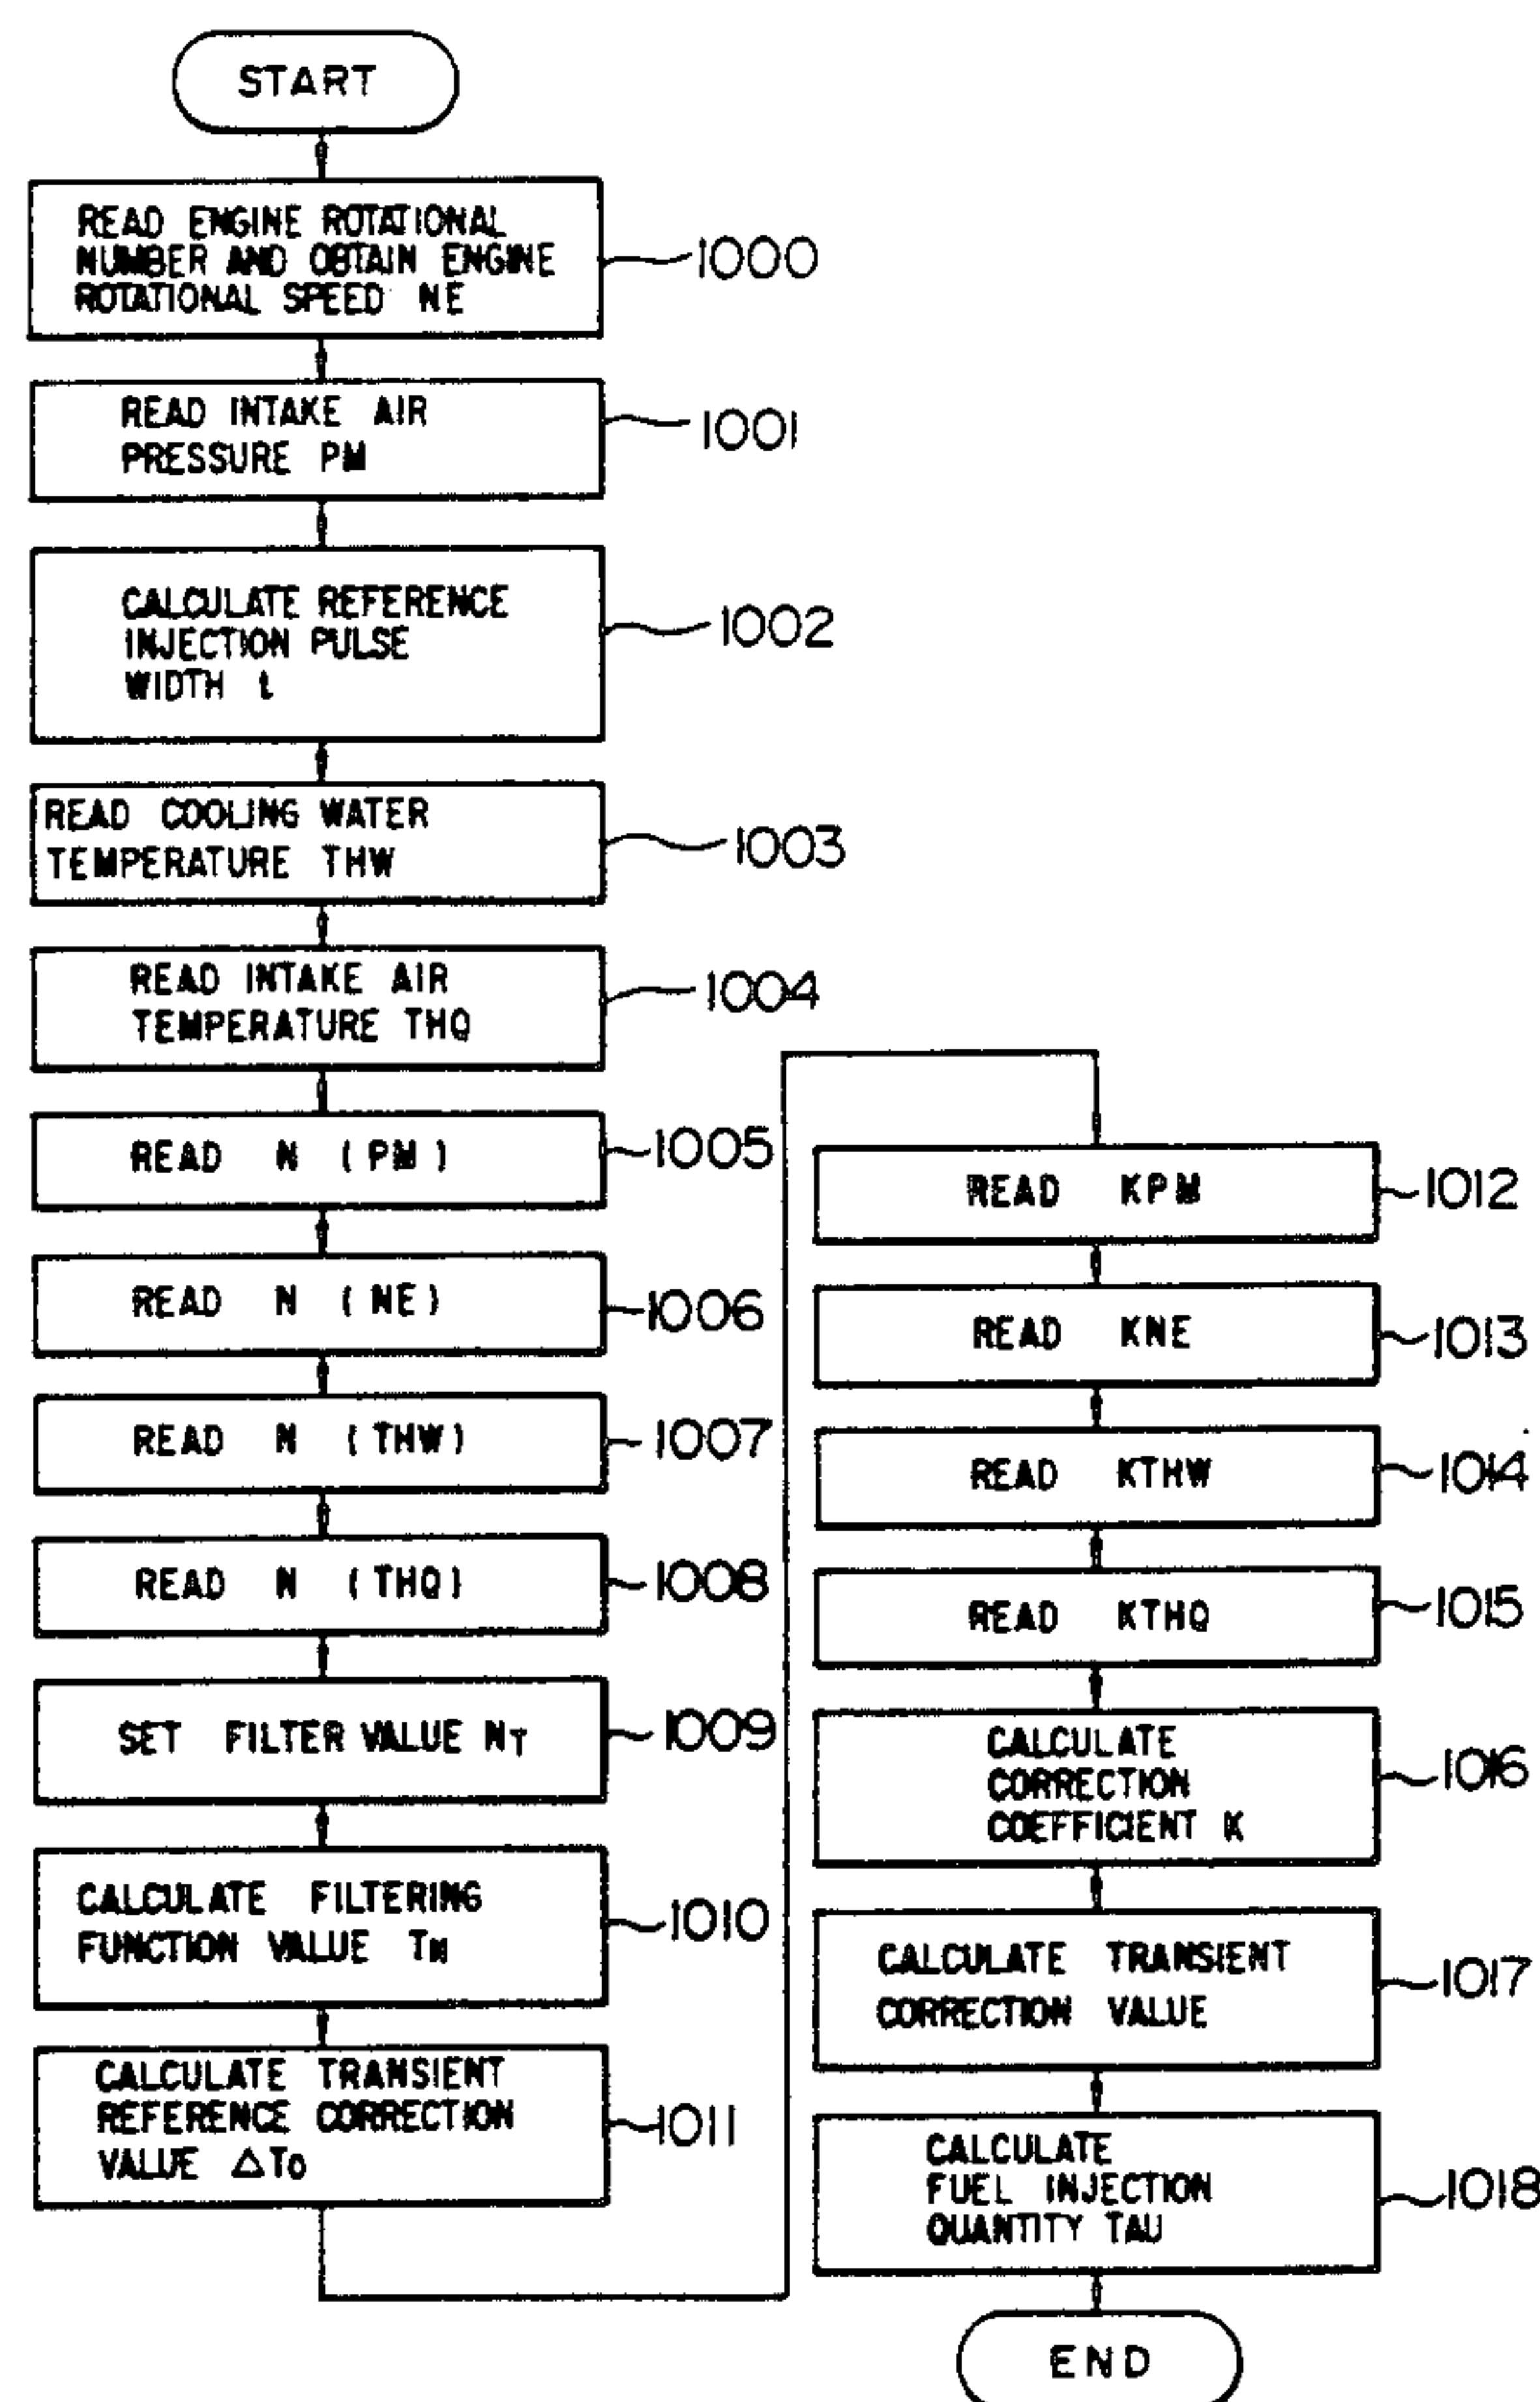 START
READ ENGINE ROTATIONAL
NUMBER AND OBTAIN ENGINE
ROTATIONAL SPEED NE
1000
READ INTAKE AIR
PRESSURE PM
1001
CALCULATE REFERENCE
INJECTION PULSE
WIDTH t
1002
READ COOLING WATER
TEMPERATURE THW
1003
READ INTAKE AIR
TEMPERATURE THQ
1004
READ N (PM)
1005
READ N (NE)
1006
READ N (THW)
1007
READ N (THQ)
1008
SET FILTER VALUE NT
1009
CALCULATE FILTERING
FUNCTION VALUE TN
1010
CALCULATE TRANSIENT
REFERENCE CORRECTION
VALUE ΔT0
1011
READ KPM
1012
READ KNE
1013
READ KTHW
1014
READ KTHQ
1015
CALCULATE
CORRECTION
COEFFICIENT K
1016
CALCULATE TRANSIENT
CORRECTION VALUE
1017
CALCULATE
FUEL INJECTION
QUANTITY TAU
1018
END